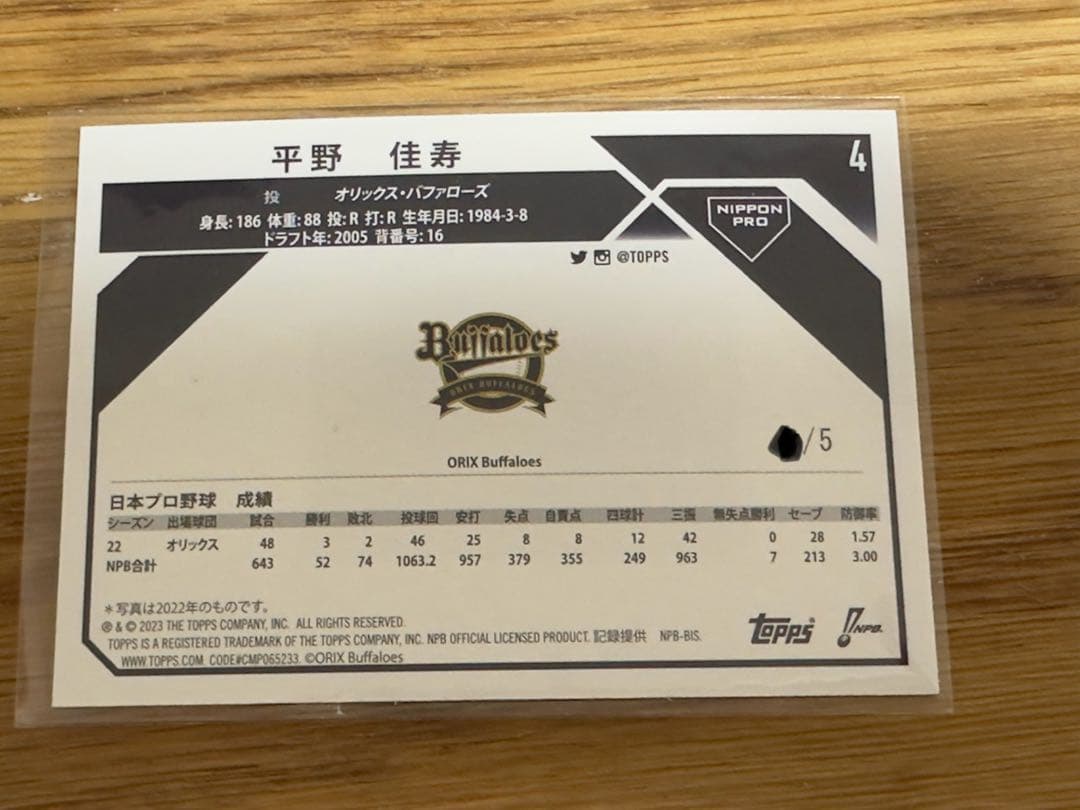 平野 佳寿
4
投 オリックス・バファローズ
身長: 186 体重: 88 投: R 打: R 生年月日: 1984-3-8
ドラフト年: 2005 背番号: 16
NIPPON
PRO
@TOPPS
Buffaloes
ORIX BUFFALOES
/5
ORIX Buffaloes
日本プロ野球 成績
シーズン 出場球団 試合 勝利 敗北 投球回 安打 失点 自責点 四球計 三振 無失点勝利 セーブ 防御率
22 オリックス 48 3 2 46 25 8 8 12 42 0 28 1.57
NPB合計 643 52 74 1063.2 957 379 355 249 963 7 213 3.00
*写真は2022年のものです。
® & © 2023 THE TOPPS COMPANY, INC. ALL RIGHTS RESERVED.
TOPPS IS A REGISTERED TRADEMARK OF THE TOPPS COMPANY, INC. NPB OFFICIAL LICENSED PRODUCT. 記録提供 NPB-BIS.
WWW.TOPPS.COM CODE#CMP065233 ©ORIX Buffaloes
topps
NPB